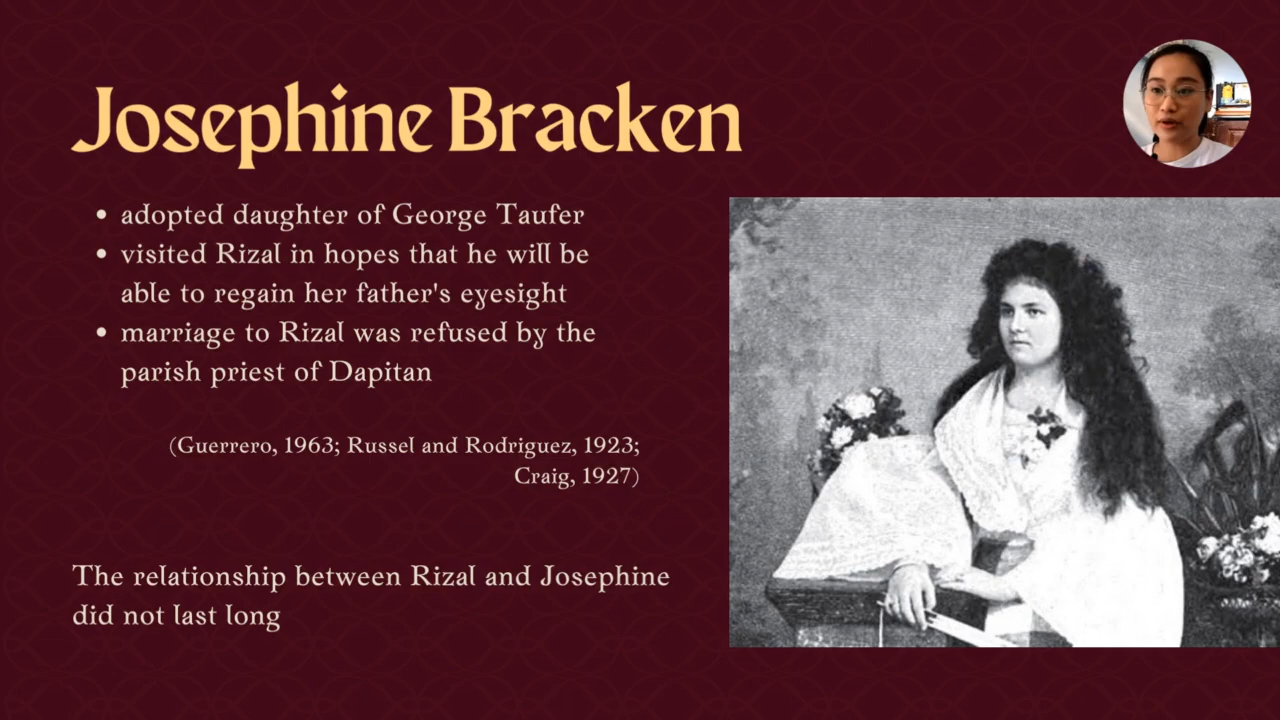 Josephine Bracken
• adopted daughter of George Taufer
• visited Rizal in hopes that he will be
able to regain her father's eyesight
• marriage to Rizal was refused by the
parish priest of Dapitan
(Guerrero, 1963; Russel and Rodriguez, 1923;
Craig, 1927)
The relationship between Rizal and Josephine
did not last long